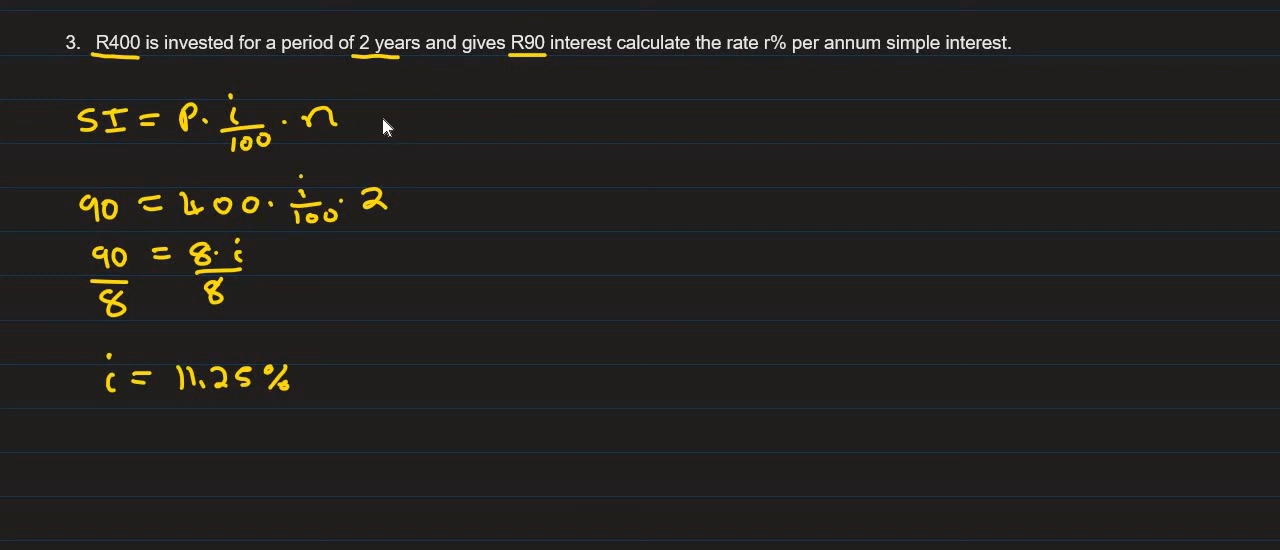 3. R400 is invested for a period of 2 years and gives R90 interest calculate the rate r% per annum simple interest.
SI = P. i/100 . n
90 = 400. i/100 . 2
90/8 = 8. i/8
i = 11.25%